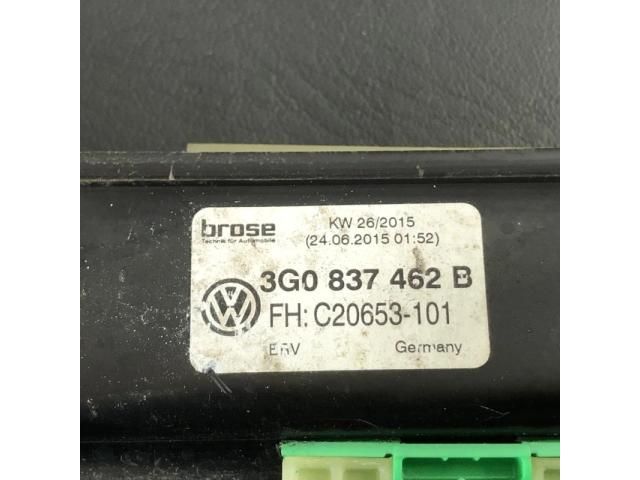 brose
Technik für Automobile
KW 26/2015
(24.06.2015 01:52)
3G0 837 462 B
FH: C20653-101
Germany